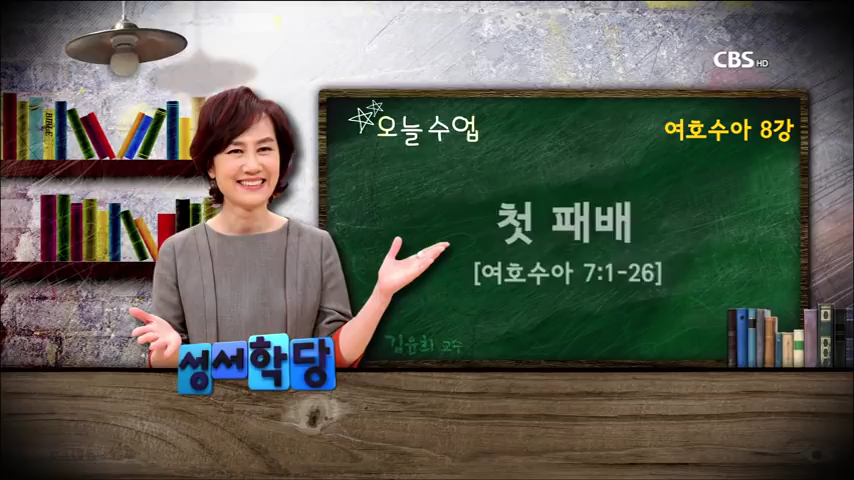 CBS HD
오늘 수업
여호수아 8강
첫 패배
[여호수아 7:1-26]
김윤희 교수
성서학당
BIBLE